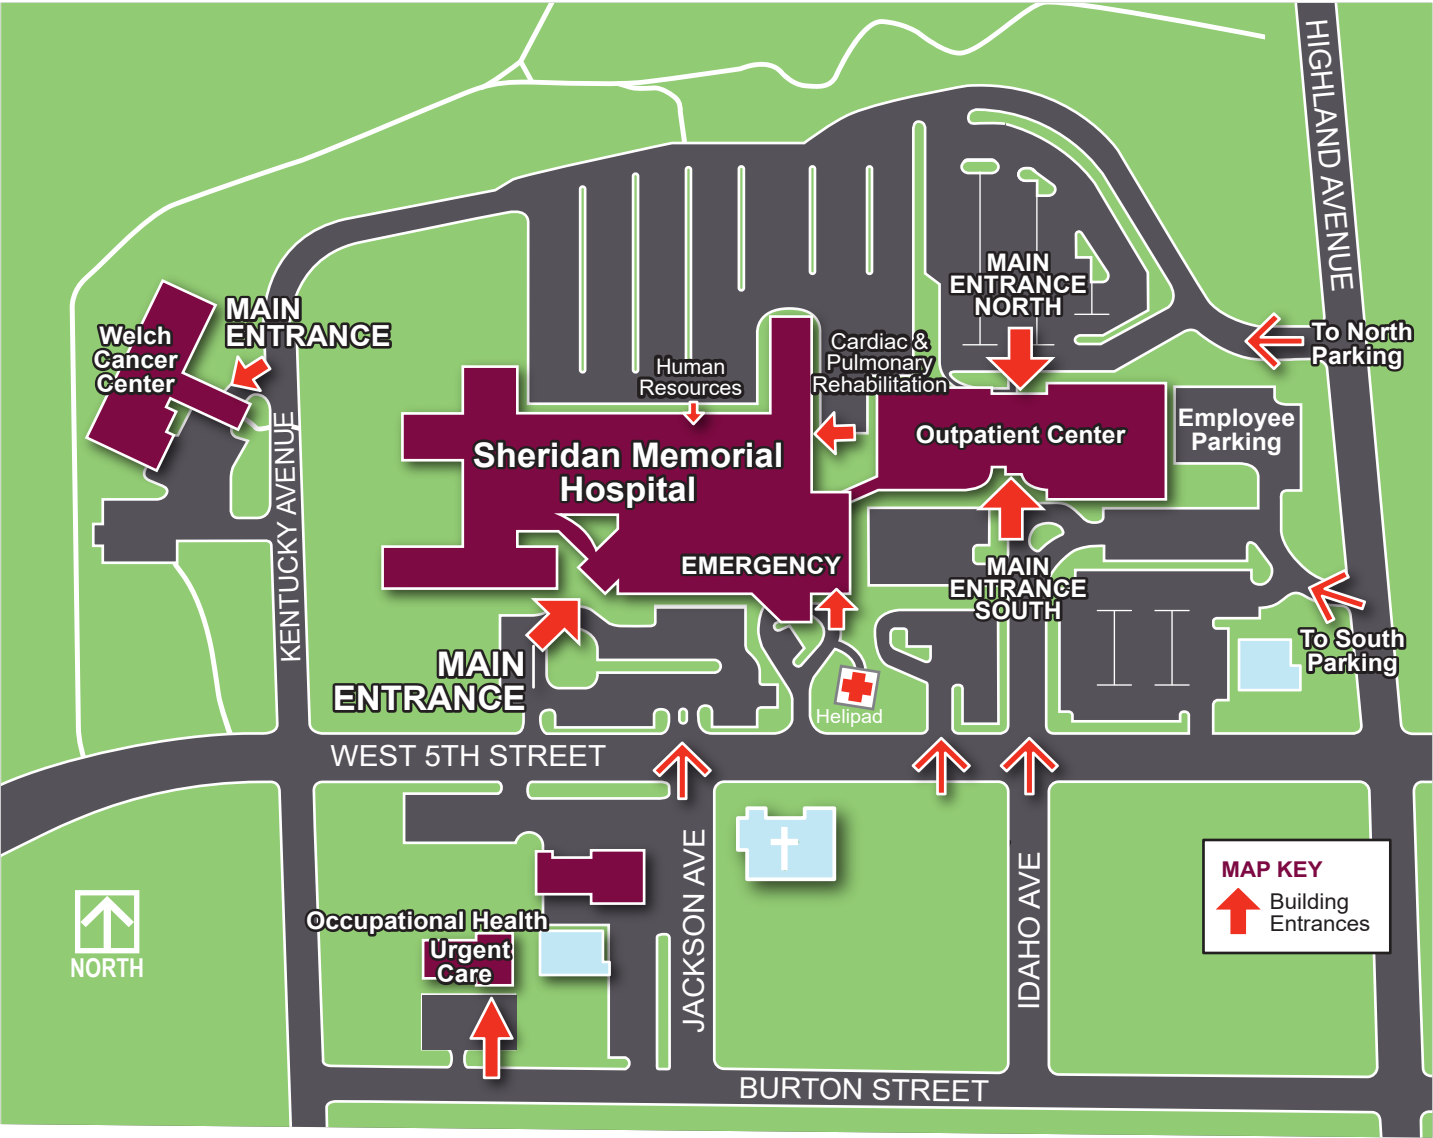 HIGHLAND AVENUE
MAIN
ENTRANCE
NORTH
MAIN
ENTRANCE
Welch
Cancer
Center
To North
Parking
Cardiac &
Pulmonary
Rehabilitation
Human
Resources
Employee
Parking
Outpatient Center
Sheridan Memorial
Hospital
KENTUCKY AVENUE
EMERGENCY
MAIN
ENTRANCE
SOUTH
To South
Parking
MAIN
ENTRANCE
Helipad
WEST 5TH STREET
JACKSON AVE
IDAHO AVE
MAP KEY
Building
Entrances
Occupational Health
Urgent
Care
NORTH
BURTON STREET